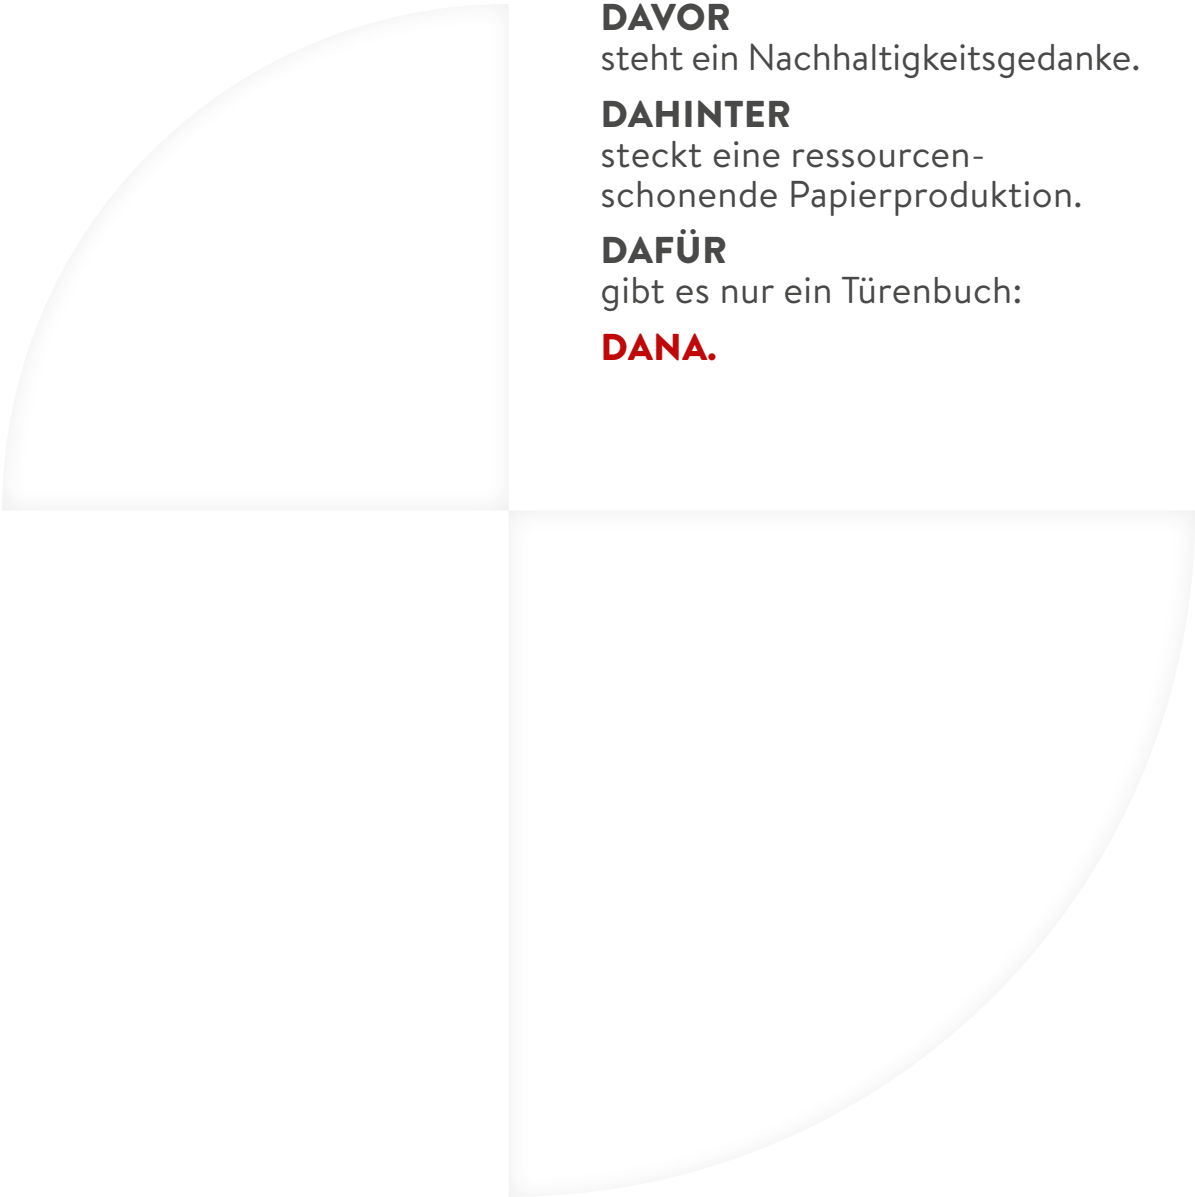 DAVOR
steht ein Nachhaltigkeitsgedanke.
DAHINTER
steckt eine ressourcen-
schonende Papierproduktion.
DAFÜR
gibt es nur ein Türenbuch:
DANA.